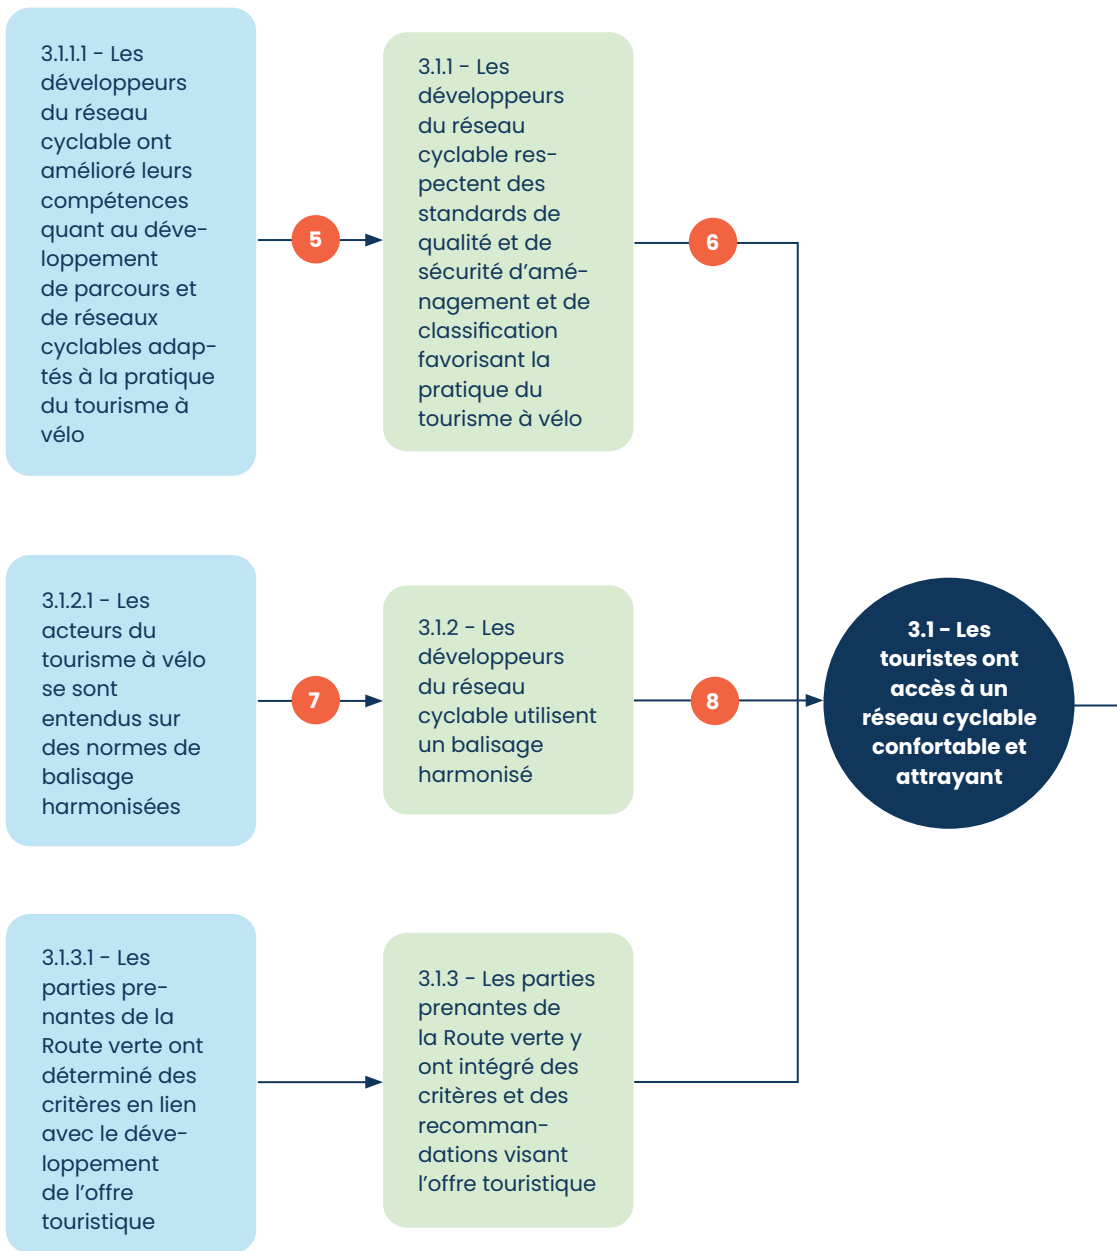 3.1.1.1 - Les
développeurs
du réseau
cyclable ont
amélioré leurs
compétences
quant au déve-
loppement
de parcours et
de réseaux
cyclables adap-
tés à la pratique
du tourisme à
vélo
5
3.1.1 - Les
développeurs
du réseau
cyclable res-
pectent des
standards de
qualité et de
sécurité d'amé-
nagement et de
classification
favorisant la
pratique du
tourisme à vélo
6
3.1.2.1 - Les
acteurs du
tourisme à vélo
se sont
entendus sur
des normes de
balisage
harmonisées
7
3.1.2 - Les
développeurs
du réseau
cyclable utilisent
un balisage
harmonisé
8
3.1 - Les
touristes ont
accès à un
réseau cyclable
confortable et
attrayant
3.1.3.1 - Les
parties pre-
nantes de la
Route verte ont
déterminé des
critères en lien
avec le déve-
loppement
de l'offre
touristique
3.1.3 - Les parties
prenantes de
la Route verte y
ont intégré des
critères et des
recomman-
dations visant
l'offre touristique